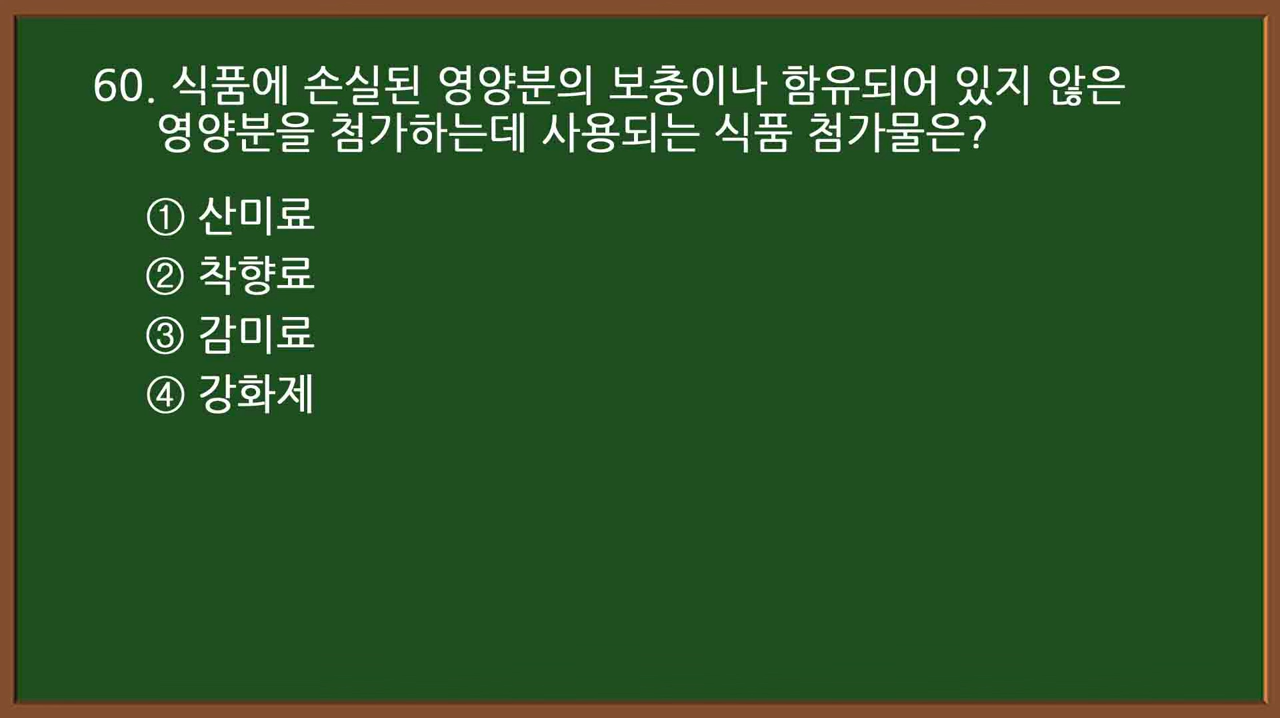 60. 식품에 손실된 영양분의 보충이나 함유되어 있지 않은
영양분을 첨가하는데 사용되는 식품 첨가물은?
① 산미료
② 착향료
③ 감미료
④ 강화제